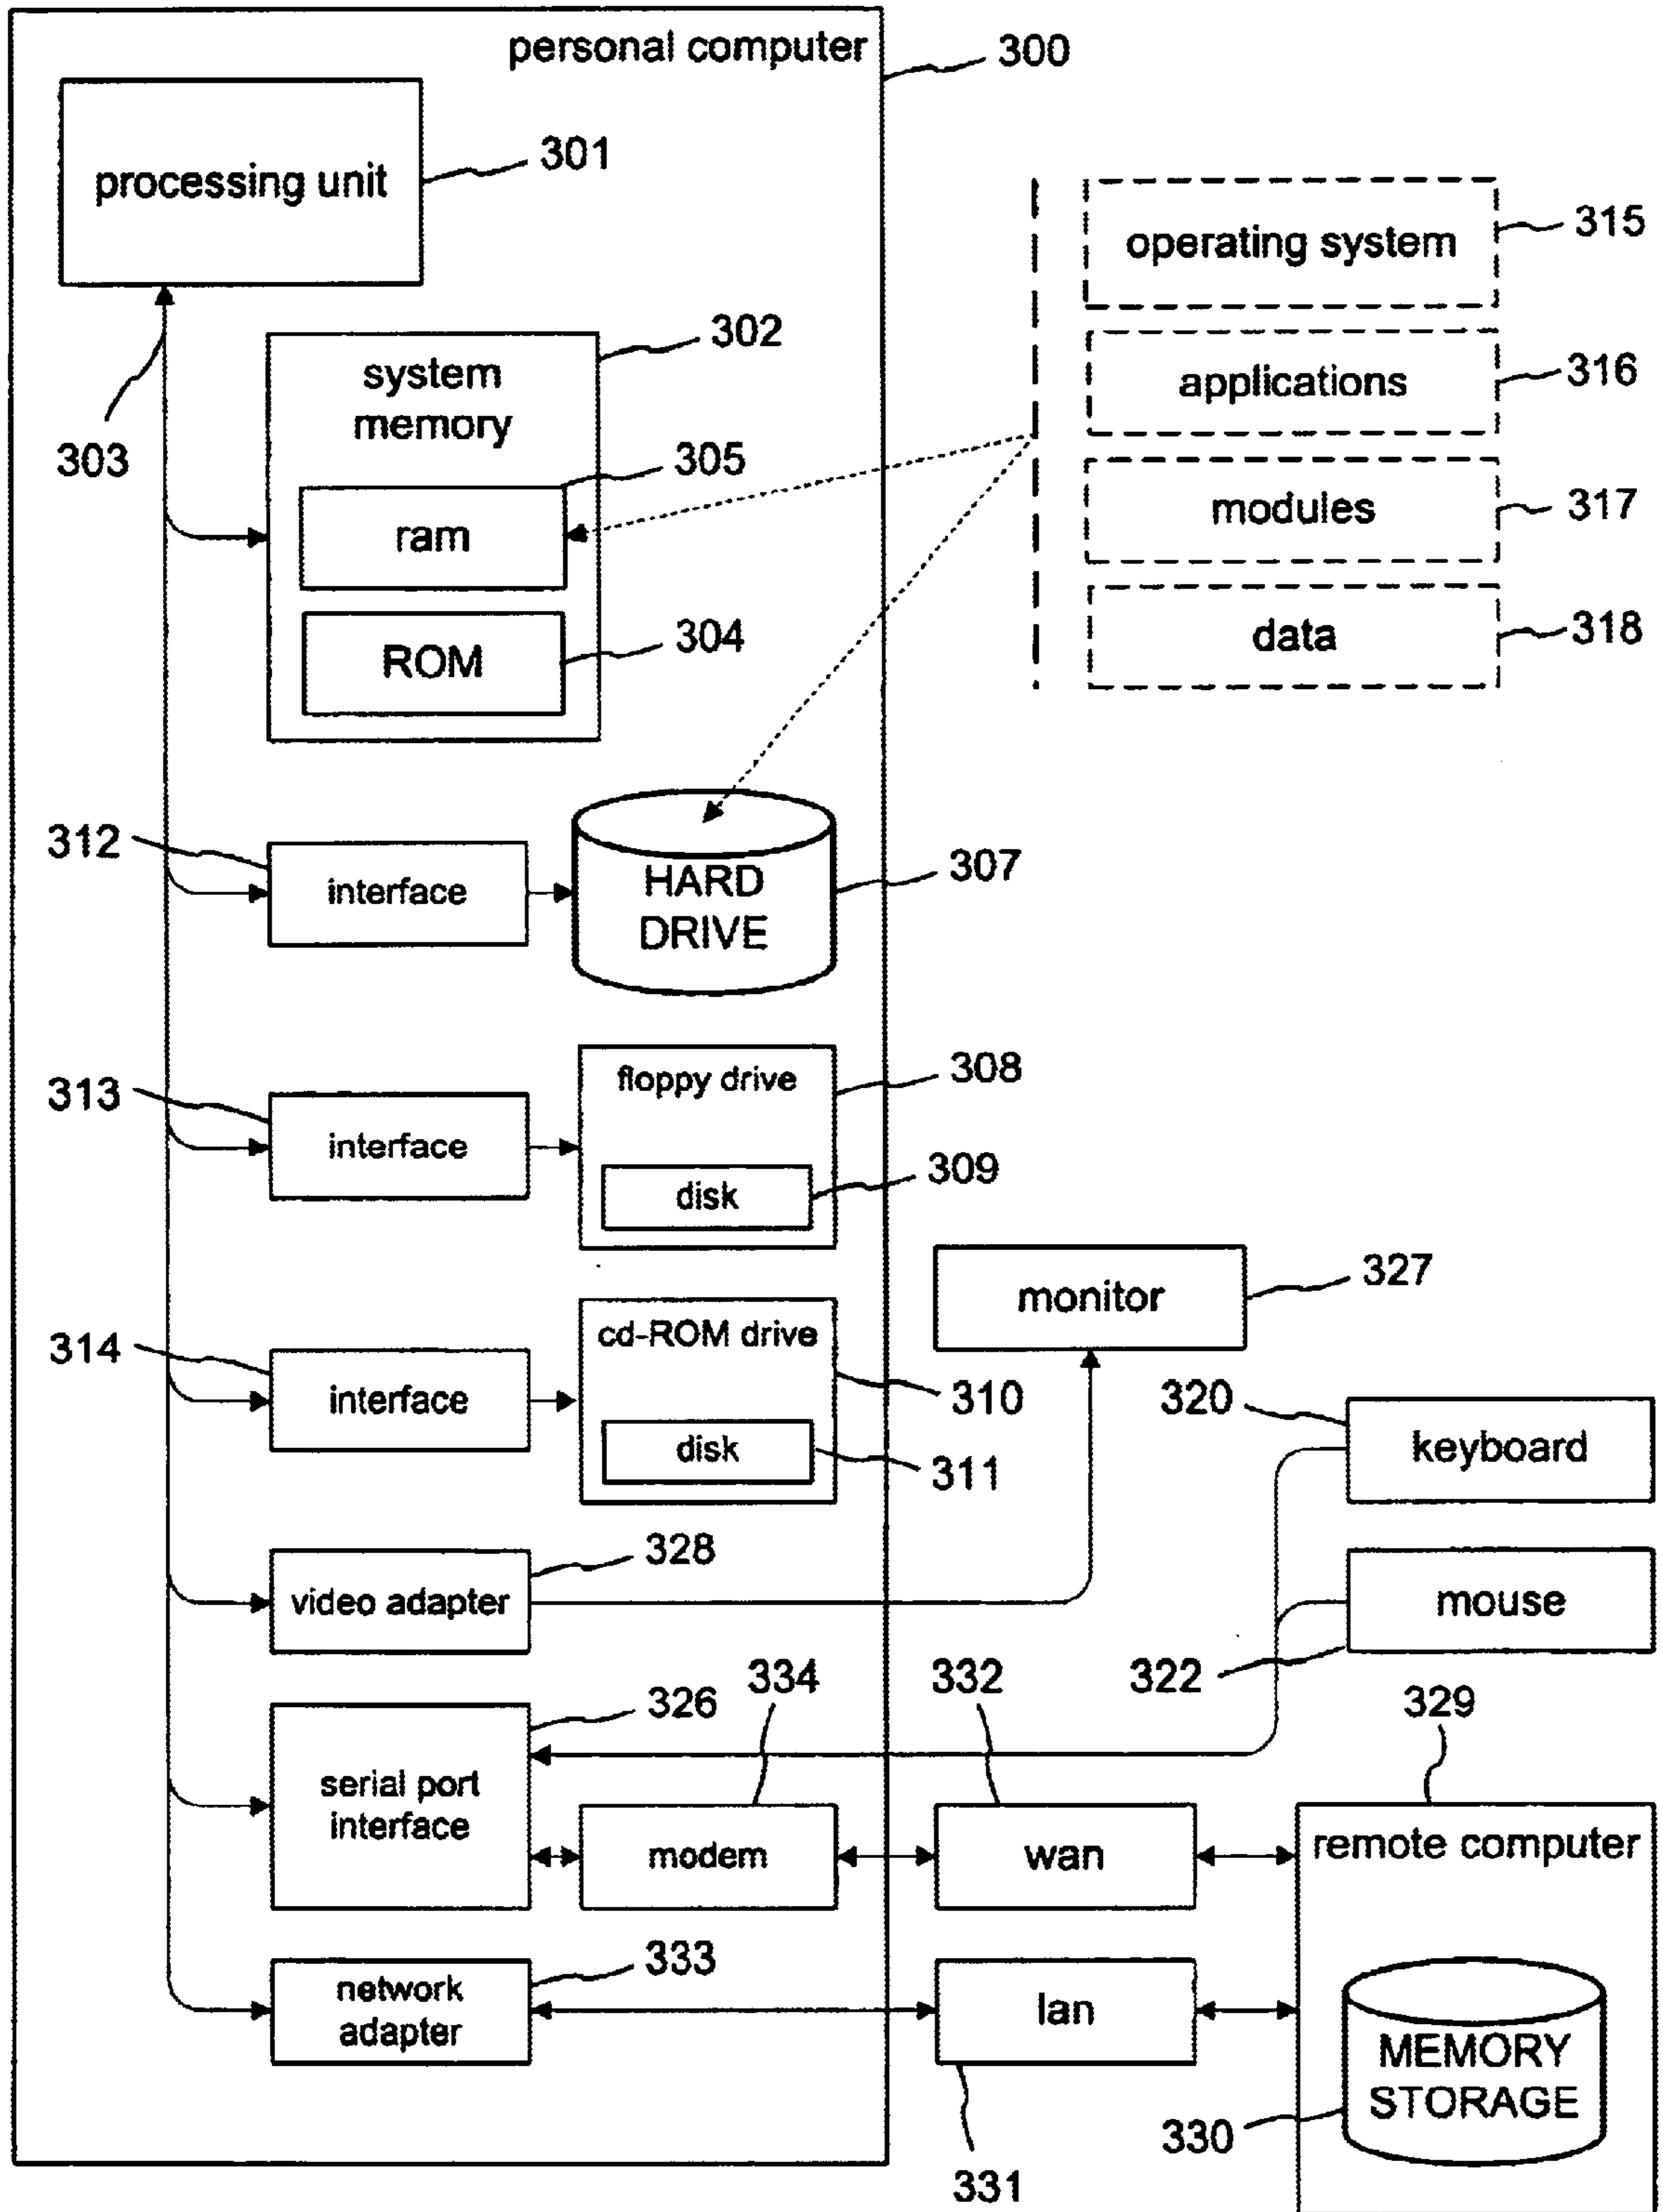 personal computer
300
processing unit
301
303
system
memory
302
ram
305
ROM
304
operating system
315
applications
316
modules
317
data
318
312
interface
HARD
DRIVE
307
313
interface
floppy drive
308
disk
309
314
interface
cd-ROM drive
310
disk
311
monitor
327
320
keyboard
video adapter
328
mouse
322
326
serial port
interface
334
modem
332
wan
329
remote computer
333
network
adapter
lan
331
MEMORY
STORAGE
330